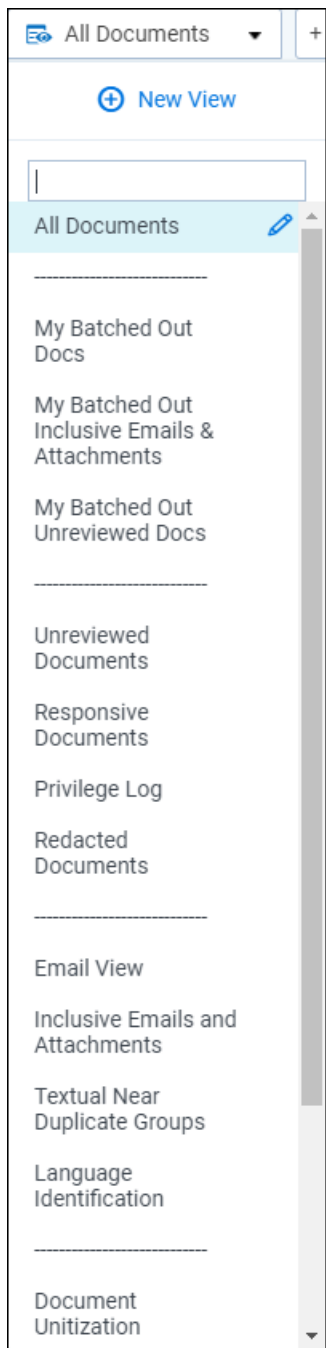 All Documents
+
New View
All Documents
----------------------------
My Batched Out
Docs
My Batched Out
Inclusive Emails &
Attachments
My Batched Out
Unreviewed Docs
----------------------------
Unreviewed
Documents
Responsive
Documents
Privilege Log
Redacted
Documents
----------------------------
Email View
Inclusive Emails and
Attachments
Textual Near
Duplicate Groups
Language
Identification
----------------------------
Document
Unitization